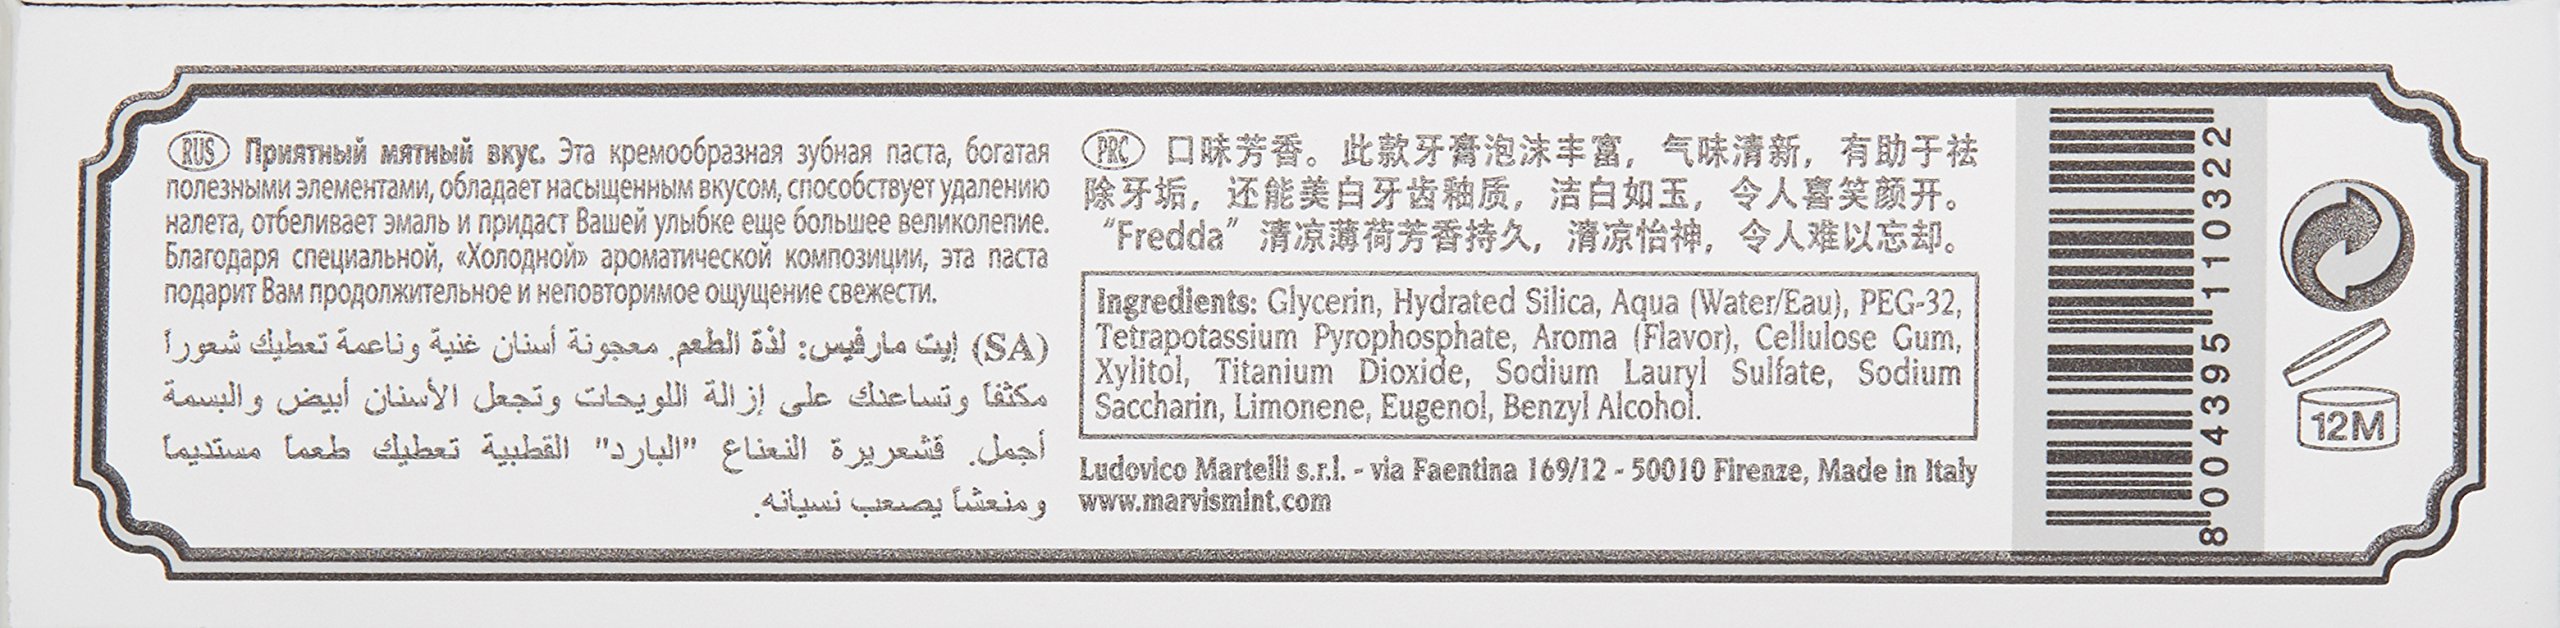 RUS Приятный мятный вкус. Эта кремообразная зубная паста, богатая
полезными элементами, обладает насыщенным вкусом, способствует удалению
налета, отбеливает эмаль и придаст Вашей улыбке еще большее великолепие.
Благодаря специальной, «Холодной» ароматической композиции, эта паста
подарит Вам продолжительное и неповторимое ощущение свежести.
(SA) إيت مارفيس: لذة الطعم. معجونة أسنان غنية وناعمة تعطيك شعوراً
مكثفاً وتساعدك على إزالة اللويحات وتجعل الأسنان أبيض والبسمة
أجمل. قشعريرة النعناع "البارد" القطبية تعطيك طعماً مستديماً
ومنعشاً يصعب نسيانه.
PRC 口味芳香。此款牙膏泡沫丰富，气味清新，有助于祛
除牙垢，还能美白牙齿釉质，洁白如玉，令人喜笑颜开。
“Fredda”清凉薄荷芳香持久，清凉怡神，令人难以忘却。
Ingredients: Glycerin, Hydrated Silica, Aqua (Water/Eau), PEG-32,
Tetrapotassium Pyrophosphate, Aroma (Flavor), Cellulose Gum,
Xylitol, Titanium Dioxide, Sodium Lauryl Sulfate, Sodium
Saccharin, Limonene, Eugenol, Benzyl Alcohol.
Ludovico Martelli s.r.l. - via Faentina 169/12 - 50010 Firenze, Made in Italy
www.marvismint.com
8004395110322
12M